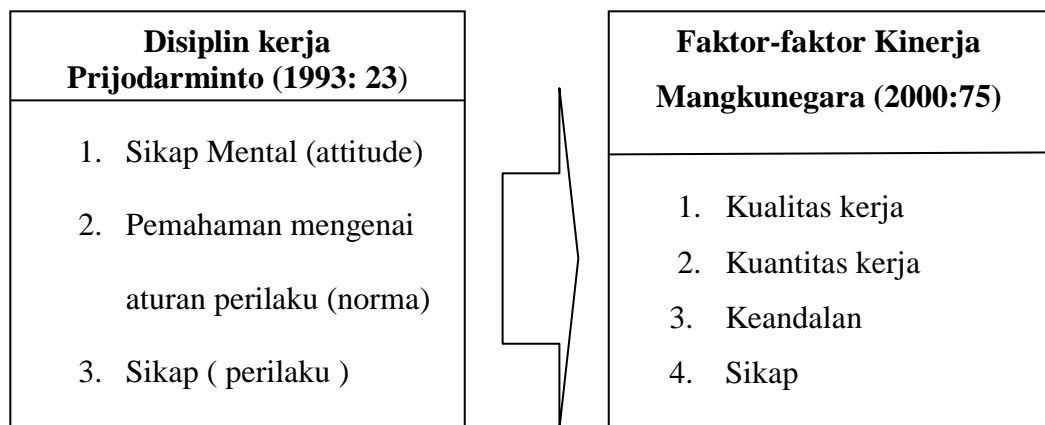 Disiplin kerja
Prijodarminto (1993: 23)
1. Sikap Mental (attitude)
2. Pemahaman mengenai
aturan perilaku (norma)
3. Sikap ( perilaku )
Faktor-faktor Kinerja
Mangkunegara (2000:75)
1. Kualitas kerja
2. Kuantitas kerja
3. Keandalan
4. Sikap